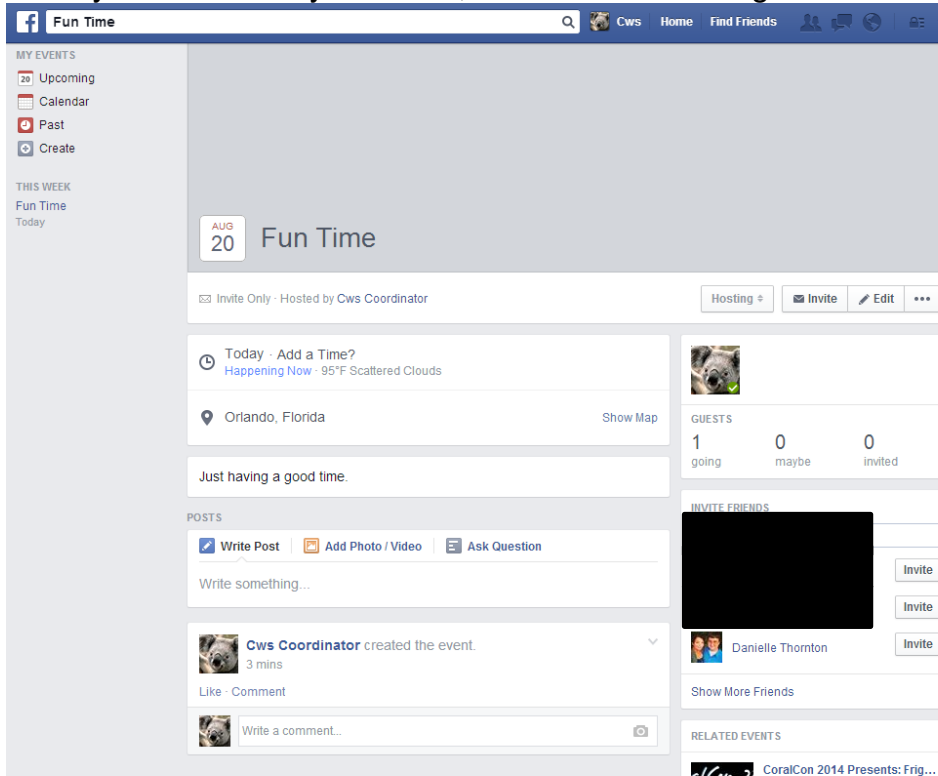 Fun Time
Cws Home Find Friends
MY EVENTS
20 Upcoming
Calendar
Past
Create
THIS WEEK
Fun Time
Today
AUG
20
Fun Time
Invite Only · Hosted by Cws Coordinator
Hosting
Invite
Edit
Today · Add a Time?
Happening Now · 95°F Scattered Clouds
Orlando, Florida
Show Map
Just having a good time.
POSTS
Write Post
Add Photo / Video
Ask Question
Write something...
Cws Coordinator created the event.
3 mins
Like · Comment
Write a comment...
GUESTS
1 0 0
going maybe invited
INVITE FRIENDS
Invite
Invite
Danielle Thornton Invite
Show More Friends
RELATED EVENTS
CoralCon 2014 Presents: Frig...